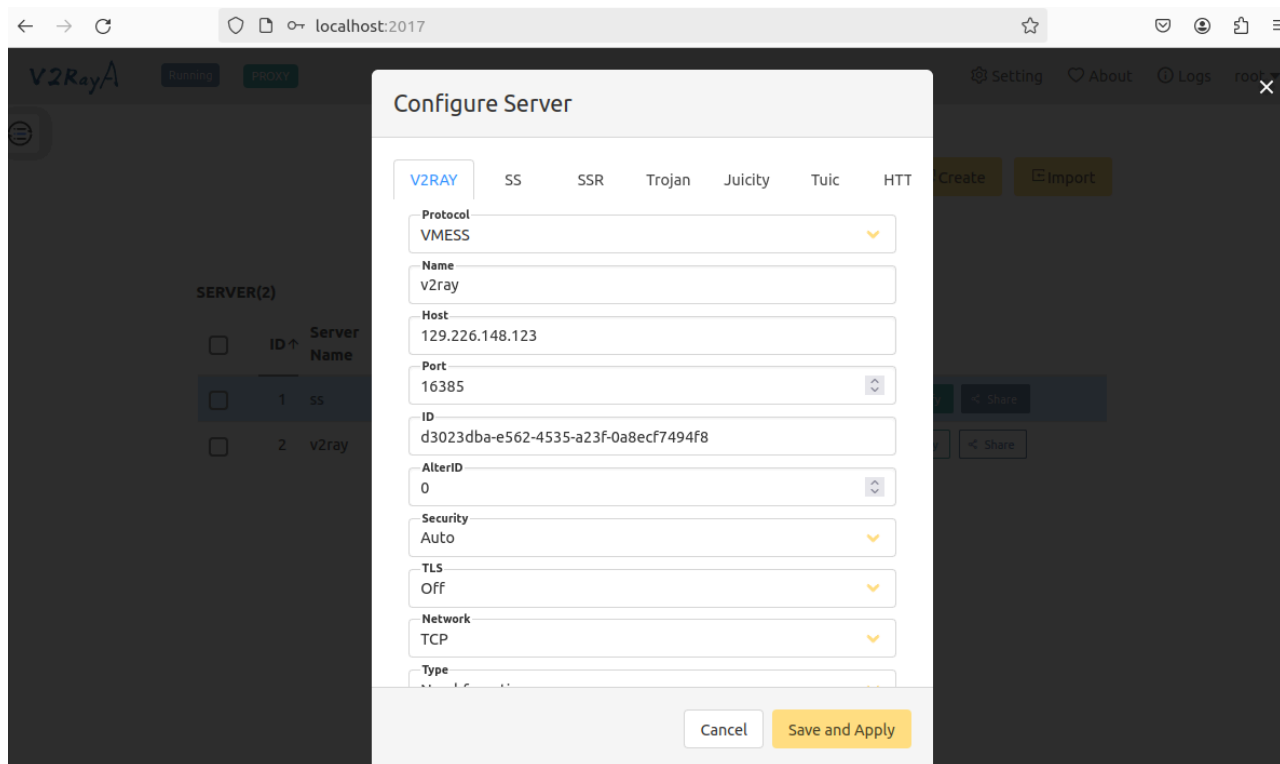 localhost:2017
V2RayA Running PROXY Setting About Logs root
Configure Server
V2RAY SS SSR Trojan Juicity Tuic HTT
Create Import
Protocol
VMESS
Name
v2ray
SERVER(2)
Host
129.226.148.123
ID Server Name
Port
16385
1 ss Share
ID
d3023dba-e562-4535-a23f-0a8ecf7494f8
2 v2ray Share
AlterID
0
Security
Auto
TLS
Off
Network
TCP
Type
Cancel Save and Apply